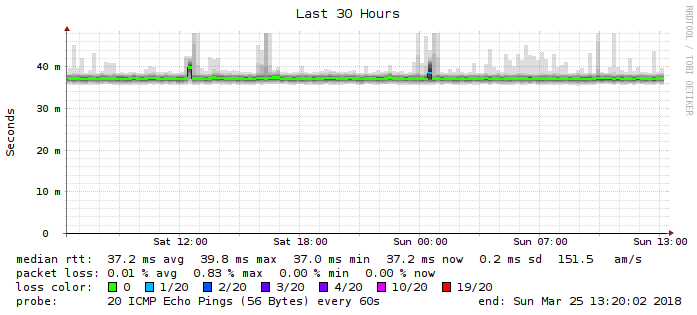 Last 30 Hours
RRDTOOL / TOBI OETIKER
Seconds
40 m
30 m
20 m
10 m
0
Sat 12:00 Sat 18:00 Sun 00:00 Sun 07:00 Sun 13:00
median rtt: 37.2 ms avg 39.8 ms max 37.0 ms min 37.2 ms now 0.2 ms sd 151.5 am/s
packet loss: 0.01 % avg 0.83 % max 0.00 % min 0.00 % now
loss color: 0 1/20 2/20 3/20 4/20 10/20 19/20
probe: 20 ICMP Echo Pings (56 Bytes) every 60s end: Sun Mar 25 13:20:02 2018